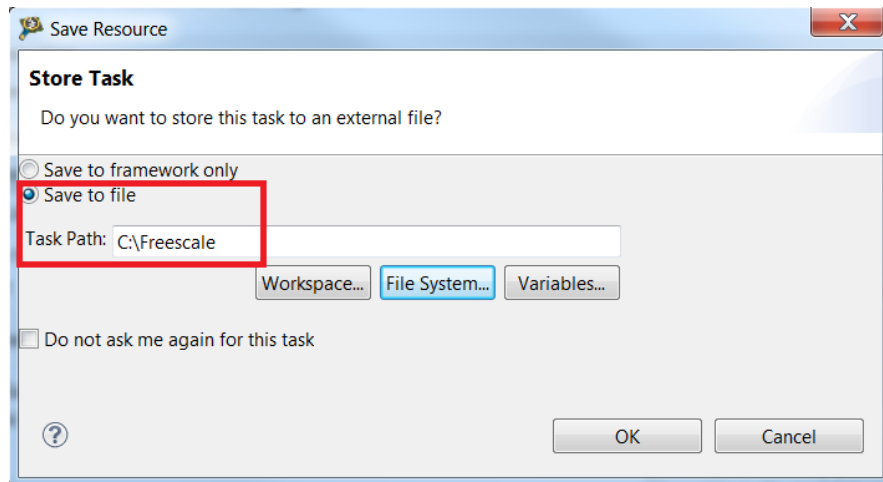 Save Resource
Store Task
Do you want to store this task to an external file?
Save to framework only
Save to file
Task Path: C:\Freescale
Workspace... File System... Variables...
Do not ask me again for this task
?
OK Cancel